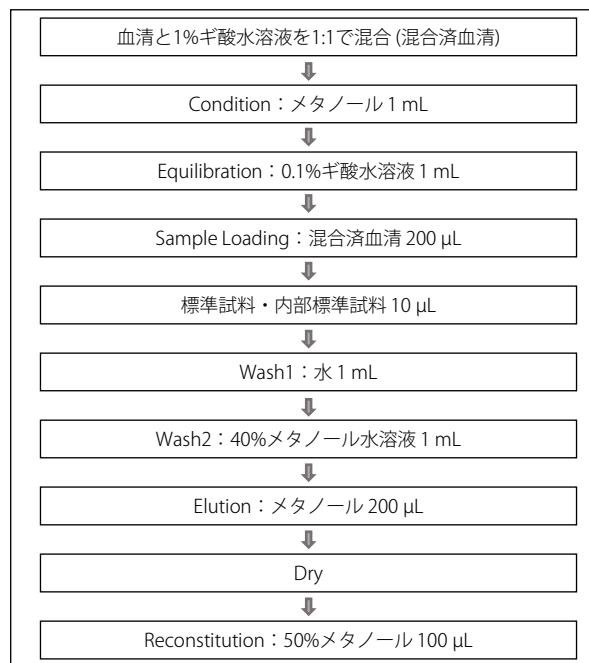 血清と1%ギ酸水溶液を1:1で混合 (混合済血清)
Condition：メタノール 1 mL
Equilibration：0.1%ギ酸水溶液 1 mL
Sample Loading：混合済血清 200 µL
標準試料・内部標準試料 10 µL
Wash1：水 1 mL
Wash2：40%メタノール水溶液 1 mL
Elution：メタノール 200 µL
Dry
Reconstitution：50%メタノール 100 µL